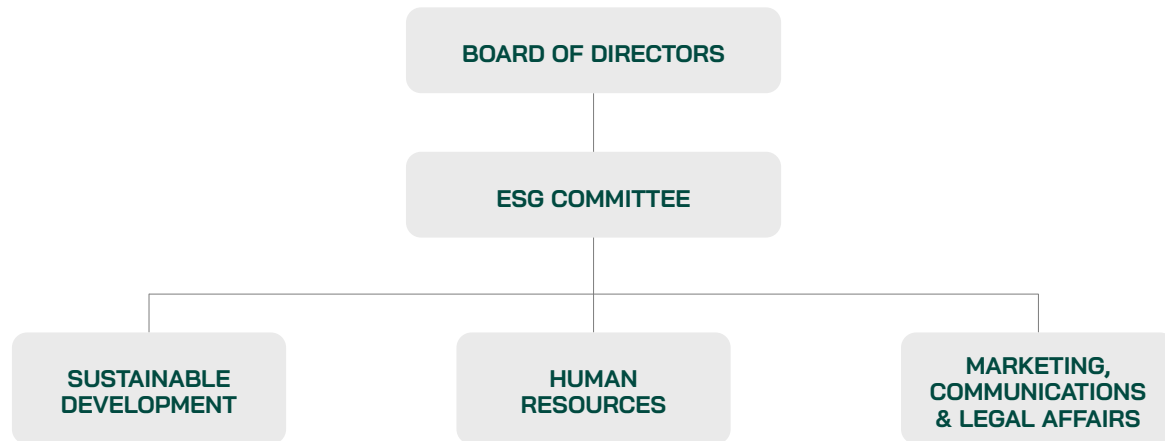 BOARD OF DIRECTORS
ESG COMMITTEE
SUSTAINABLE
DEVELOPMENT
HUMAN
RESOURCES
MARKETING,
COMMUNICATIONS
& LEGAL AFFAIRS